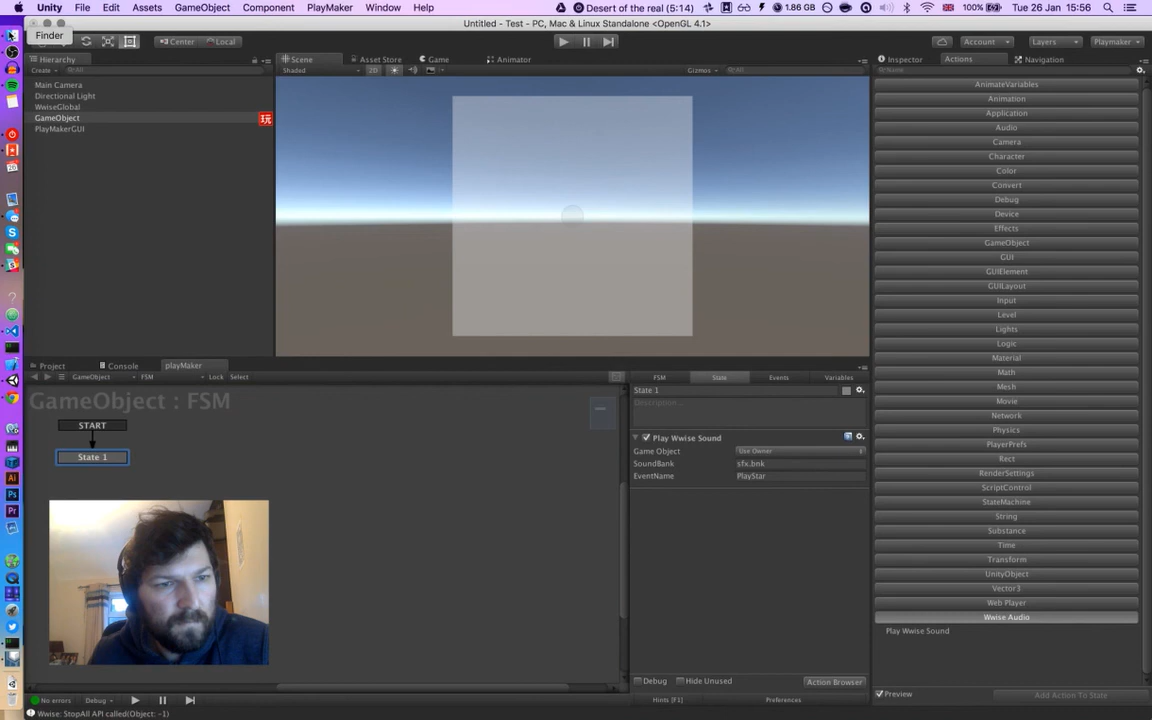 Unity File Edit Assets GameObject Component PlayMaker Window Help Desert of the real (5:14) 1.86 GB 100% Tue 26 Jan 15:56
Untitled - Test - PC, Mac & Linux Standalone <OpenGL 4.1>
Finder
Center Local Account Layers Playmaker
Hierarchy Scene Asset Store Game Animator Inspector Actions Navigation
Create All Shaded 2D Gizmos All Name
Main Camera
Directional Light
WwiseGlobal
GameObject 玩
PlayMakerGUI
AnimateVariables
Animation
Application
Audio
Camera
Character
Color
Convert
Debug
Device
Effects
GameObject
GUI
GUIElement
GUILayout
Input
Level
Lights
Logic
Material
Math
Mesh
Movie
Network
Physics
PlayerPrefs
Rect
RenderSettings
ScriptControl
StateMachine
String
Substance
Time
Transform
UnityObject
Vector3
Web Player
Wwise Audio
Play Wwise Sound
Preview Add Action To State
Project Console playMaker
GameObject FSM Lock Select FSM State Events Variables
GameObject : FSM
START
State 1
State 1
Description...
Play Wwise Sound
Game Object Use Owner
SoundBank sfx.bnk
EventName PlayStar
Debug Hide Unused Action Browser
No errors Debug Hints [F1] Preferences
Wwise: StopAll API called(Object: -1)